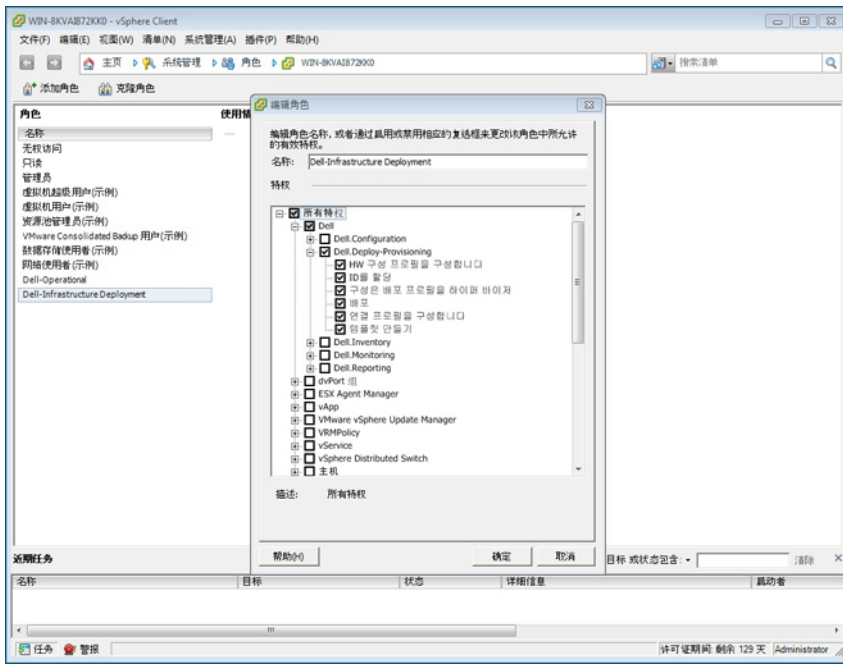 WIN-8KVAIB72KK0 - vSphere Client
文件(F) 编辑(E) 视图(W) 清单(N) 系统管理(A) 插件(P) 帮助(H)
主页 系统管理 角色 WIN-8KVAIB72KK0
搜索清单
添加角色 克隆角色
角色
使用情
名称
无权访问
只读
管理员
虚拟机超级用户(示例)
虚拟机用户(示例)
资源池管理员(示例)
VMware Consolidated Backup 用户(示例)
数据存储使用者(示例)
网络使用者(示例)
Dell-Operational
Dell-Infrastructure Deployment
编辑角色
编辑角色名称，或者通过启用或禁用相应的复选框来更改该角色中所允许
的有效特权。
名称: Dell-Infrastructure Deployment
特权
所有特权
Dell
Dell.Configuration
Dell.Deploy-Provisioning
HW 구성 프로필을 구성합니다
ID를 할당
구성은 배포 프로필을 하이퍼 바이저
배포
연결 프로필을 구성합니다
템플릿 만들기
Dell.Inventory
Dell.Monitoring
Dell.Reporting
dvPort 组
ESX Agent Manager
vApp
VMware vSphere Update Manager
VRMPolicy
vService
vSphere Distributed Switch
主机
描述: 所有特权
帮助(H) 确定 取消
近期任务
目标 或状态包含: 清除
名称 目标 状态 详细信息 启动者
任务 警报
许可证期间: 剩余 129 天 Administrator